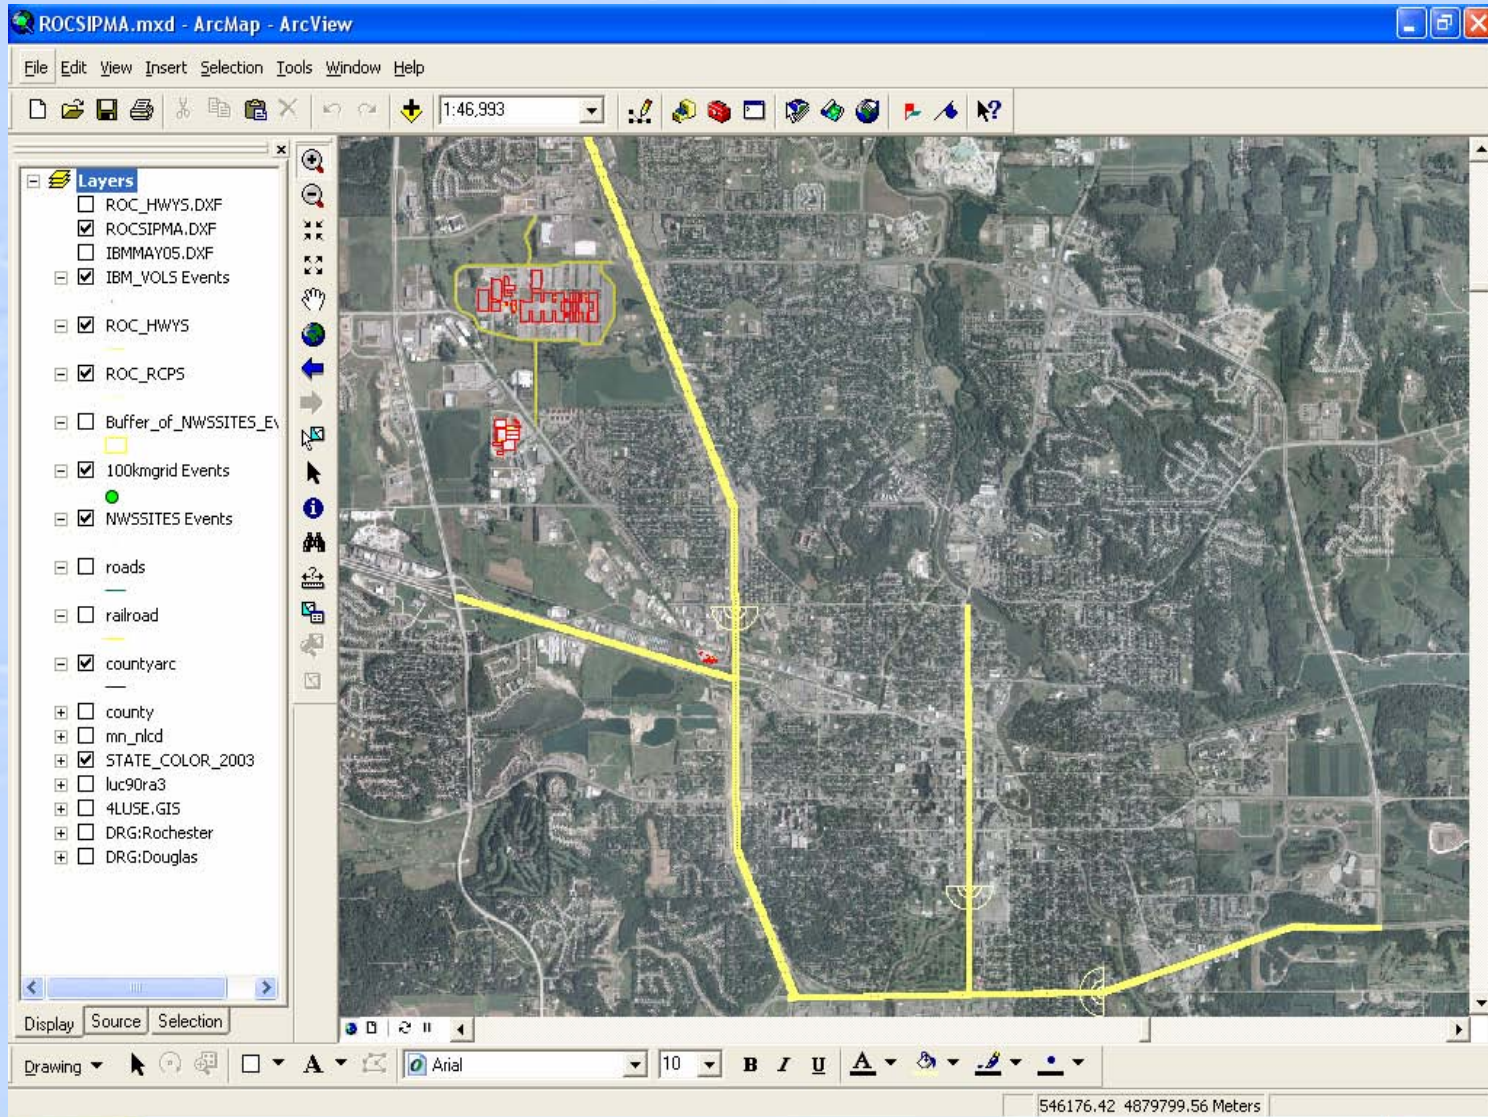 ROCSIPMA.mxd - ArcMap - ArcView
File Edit View Insert Selection Tools Window Help
1:46,993
Layers
ROC_HWYS.DXF
ROCSIPMA.DXF
IBMMAY05.DXF
IBM_VOLS Events
ROC_HWYS
ROC_RCPS
Buffer_of_NWSSITES_Ev
100kmgrid Events
NWSSITES Events
roads
railroad
countyarc
county
mn_nlcd
STATE_COLOR_2003
luc90ra3
4LUSE.GIS
DRG:Rochester
DRG:Douglas
Display Source Selection
Drawing A Arial 10 B I U A
546176.42 4879799.56 Meters